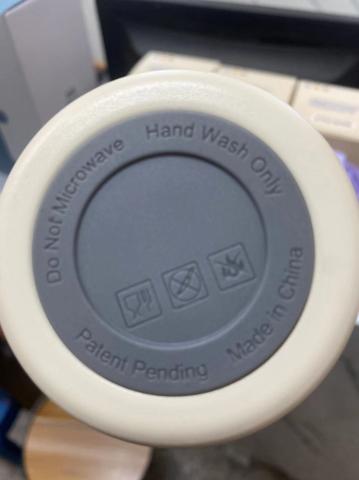 Do Not Microwave
Hand Wash Only
Patent Pending
Made in China